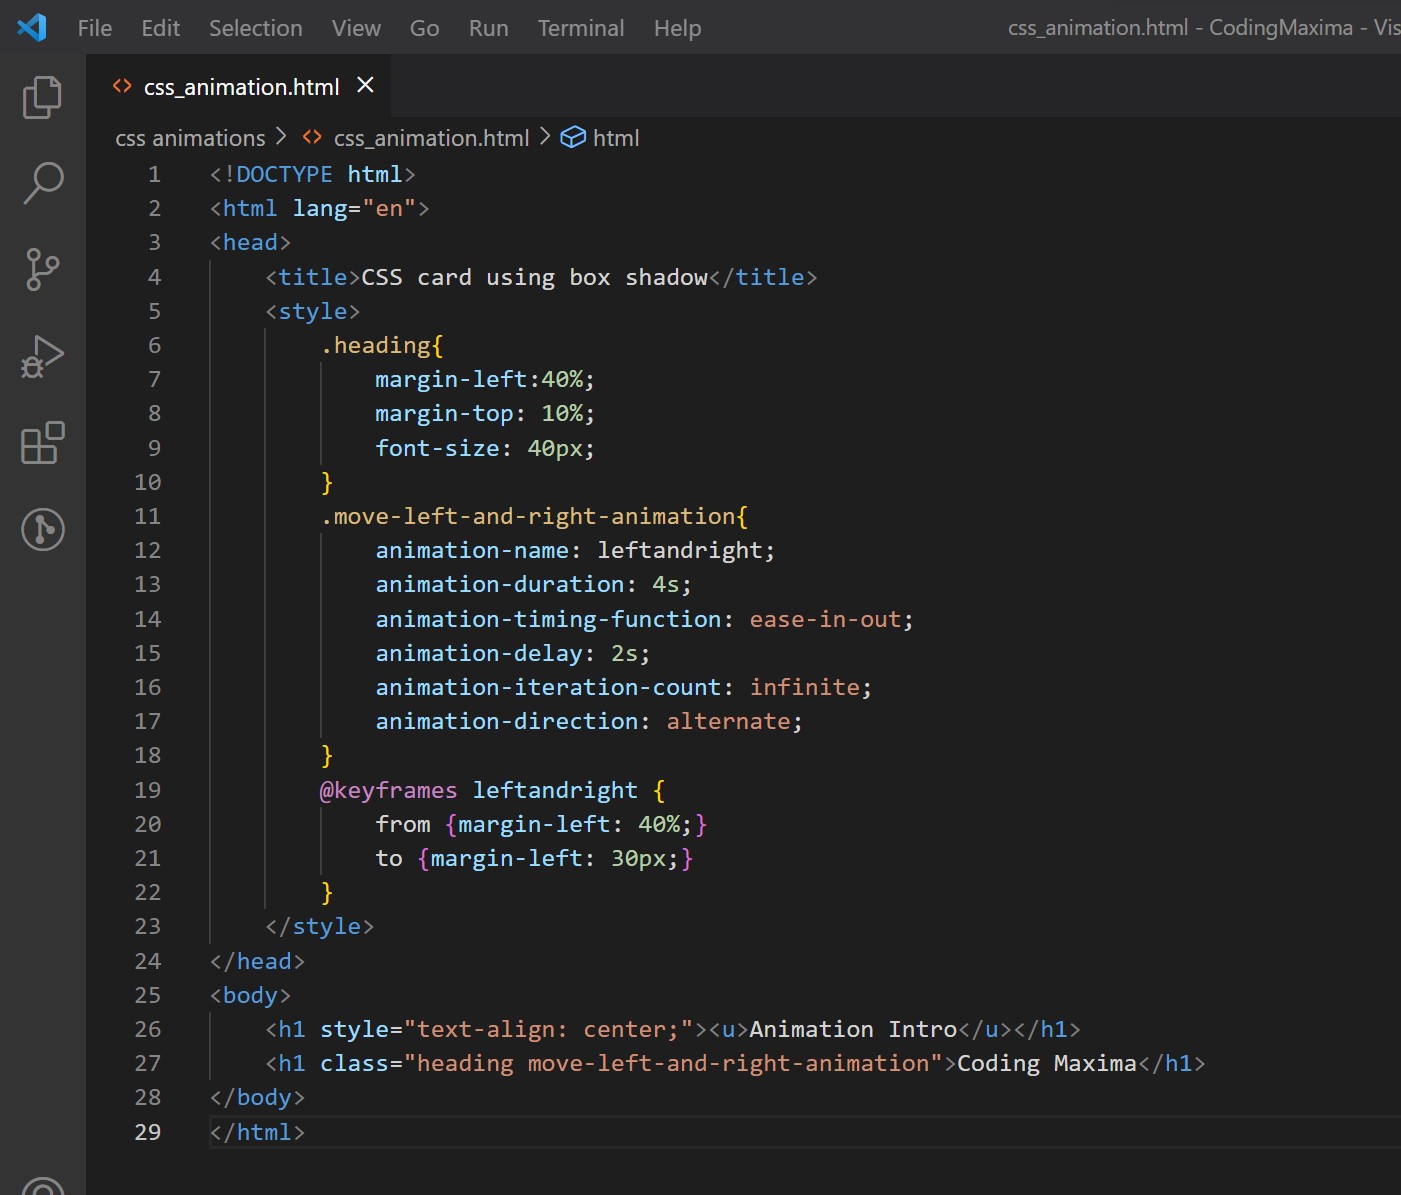 File Edit Selection View Go Run Terminal Help css_animation.html - CodingMaxima - Vis
css_animation.html
css animations > css_animation.html > html
1 <!DOCTYPE html>
2 <html lang="en">
3 <head>
4     <title>CSS card using box shadow</title>
5     <style>
6         .heading{
7             margin-left:40%;
8             margin-top: 10%;
9             font-size: 40px;
10         }
11         .move-left-and-right-animation{
12             animation-name: leftandright;
13             animation-duration: 4s;
14             animation-timing-function: ease-in-out;
15             animation-delay: 2s;
16             animation-iteration-count: infinite;
17             animation-direction: alternate;
18         }
19         @keyframes leftandright {
20             from {margin-left: 40%;}
21             to {margin-left: 30px;}
22         }
23     </style>
24 </head>
25 <body>
26     <h1 style="text-align: center;"><u>Animation Intro</u></h1>
27     <h1 class="heading move-left-and-right-animation">Coding Maxima</h1>
28 </body>
29 </html>